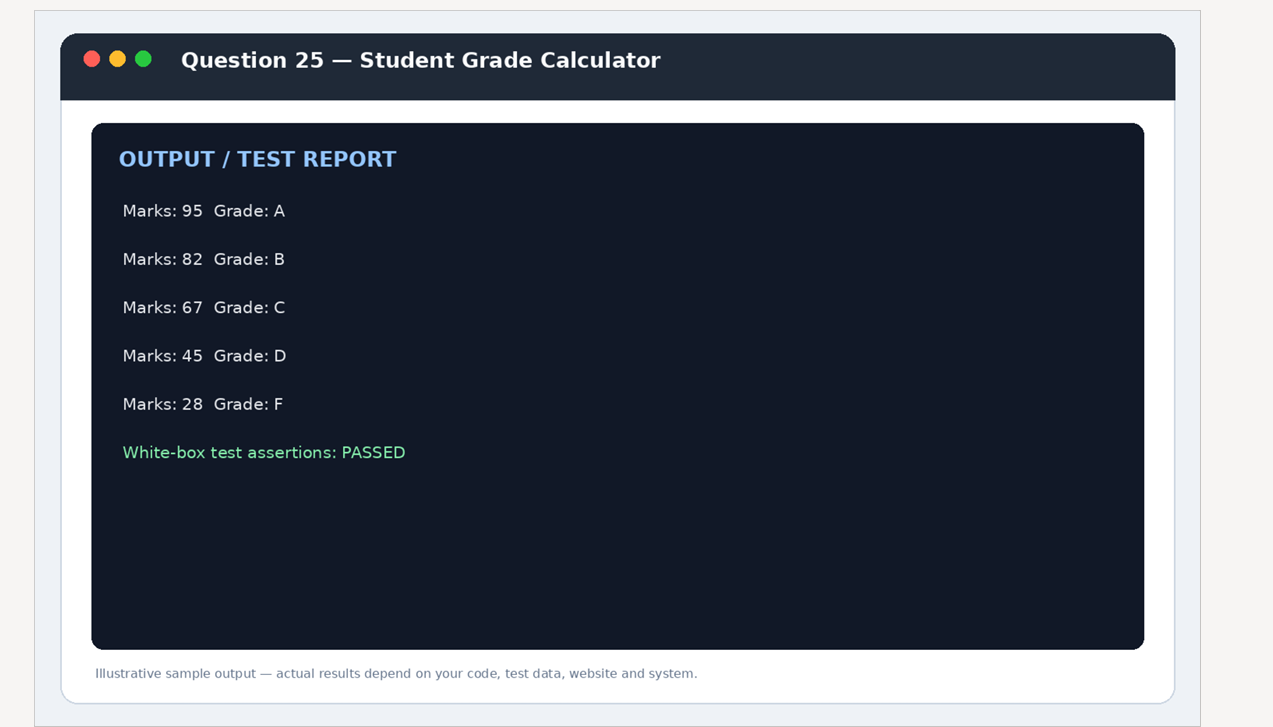 Question 25 — Student Grade Calculator
OUTPUT / TEST REPORT
Marks: 95  Grade: A
Marks: 82  Grade: B
Marks: 67  Grade: C
Marks: 45  Grade: D
Marks: 28  Grade: F
White-box test assertions: PASSED
Illustrative sample output — actual results depend on your code, test data, website and system.